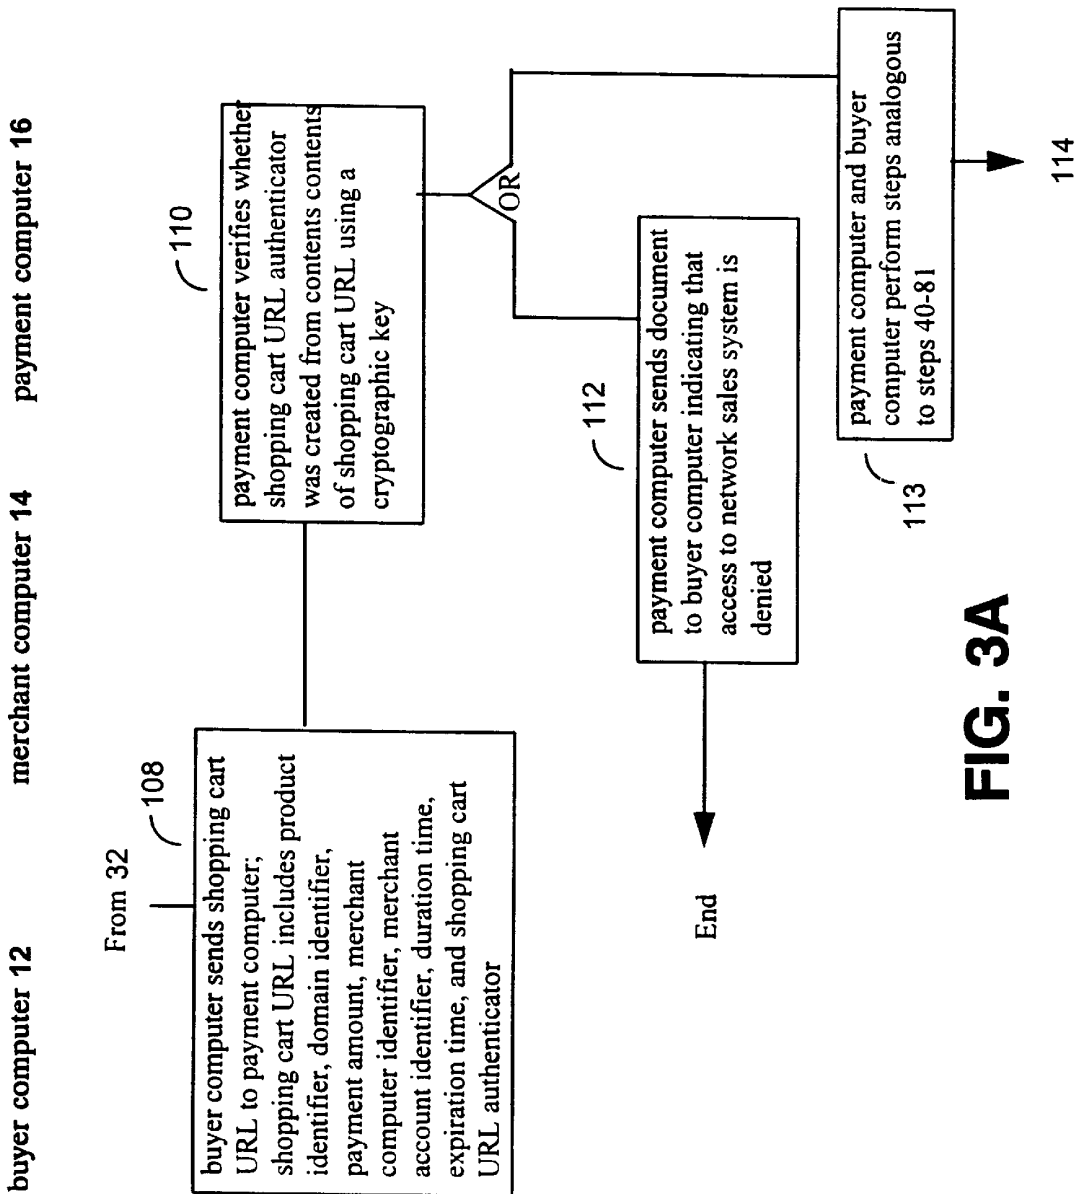 buyer computer 12
merchant computer 14
payment computer 16
From 32
108
buyer computer sends shopping cart
URL to payment computer;
shopping cart URL includes product
identifier, domain identifier,
payment amount, merchant
computer identifier, merchant
account identifier, duration time,
expiration time, and shopping cart
URL authenticator
110
payment computer verifies whether
shopping cart URL authenticator
was created from contents contents
of shopping cart URL using a
cryptographic key
OR
112
payment computer sends document
to buyer computer indicating that
access to network sales system is
denied
End
113
payment computer and buyer
computer perform steps analogous
to steps 40-81
114
FIG. 3A